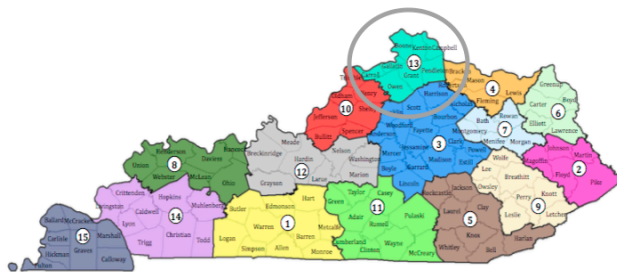 Boone Kenton Campbell
Gallatin
13
Carroll
Grant
Pendleton
Owen
Bracken
Mason
4
Lewis
Fleming
Greenup
Carter
Boyd
6
Elliott
Lawrence
Trimble
Henry
Oldham
10
Shelby
Jefferson
Bullitt
Spencer
Harrison
Scott
Nicholas
Bourbon
Fayette
3
Clark
Jessamine
Mercer
Madison
Powell
Estill
Boyle
Garrard
Lincoln
Bath
Rowan
7
Montgomery
Menifee
Morgan
Johnson
Martin
Magoffin
2
Floyd
Pike
Wolfe
Lee
Breathitt
Owsley
Perry
9
Knott
Leslie
Letcher
Harlan
Rockcastle
Jackson
Laurel
Clay
5
Knox
Whitley
Bell
Meade
Breckinridge
Hardin
Nelson
Washington
12
Grayson
Larue
Marion
Henderson
Daviess
Hancock
Union
8
Webster
McLean
Ohio
Crittenden
Livingston
Hopkins
Muhlenberg
Caldwell
Lyon
14
Christian
Trigg
Todd
Ballard
McCracken
15
Marshall
Carlisle
Graves
Hickman
Calloway
Fulton
Butler
Edmonson
Hart
1
Logan
Warren
Barren
Metcalfe
Simpson
Allen
Monroe
Taylor
Casey
Green
11
Adair
Russell
Pulaski
Cumberland
Wayne
Clinton
McCreary